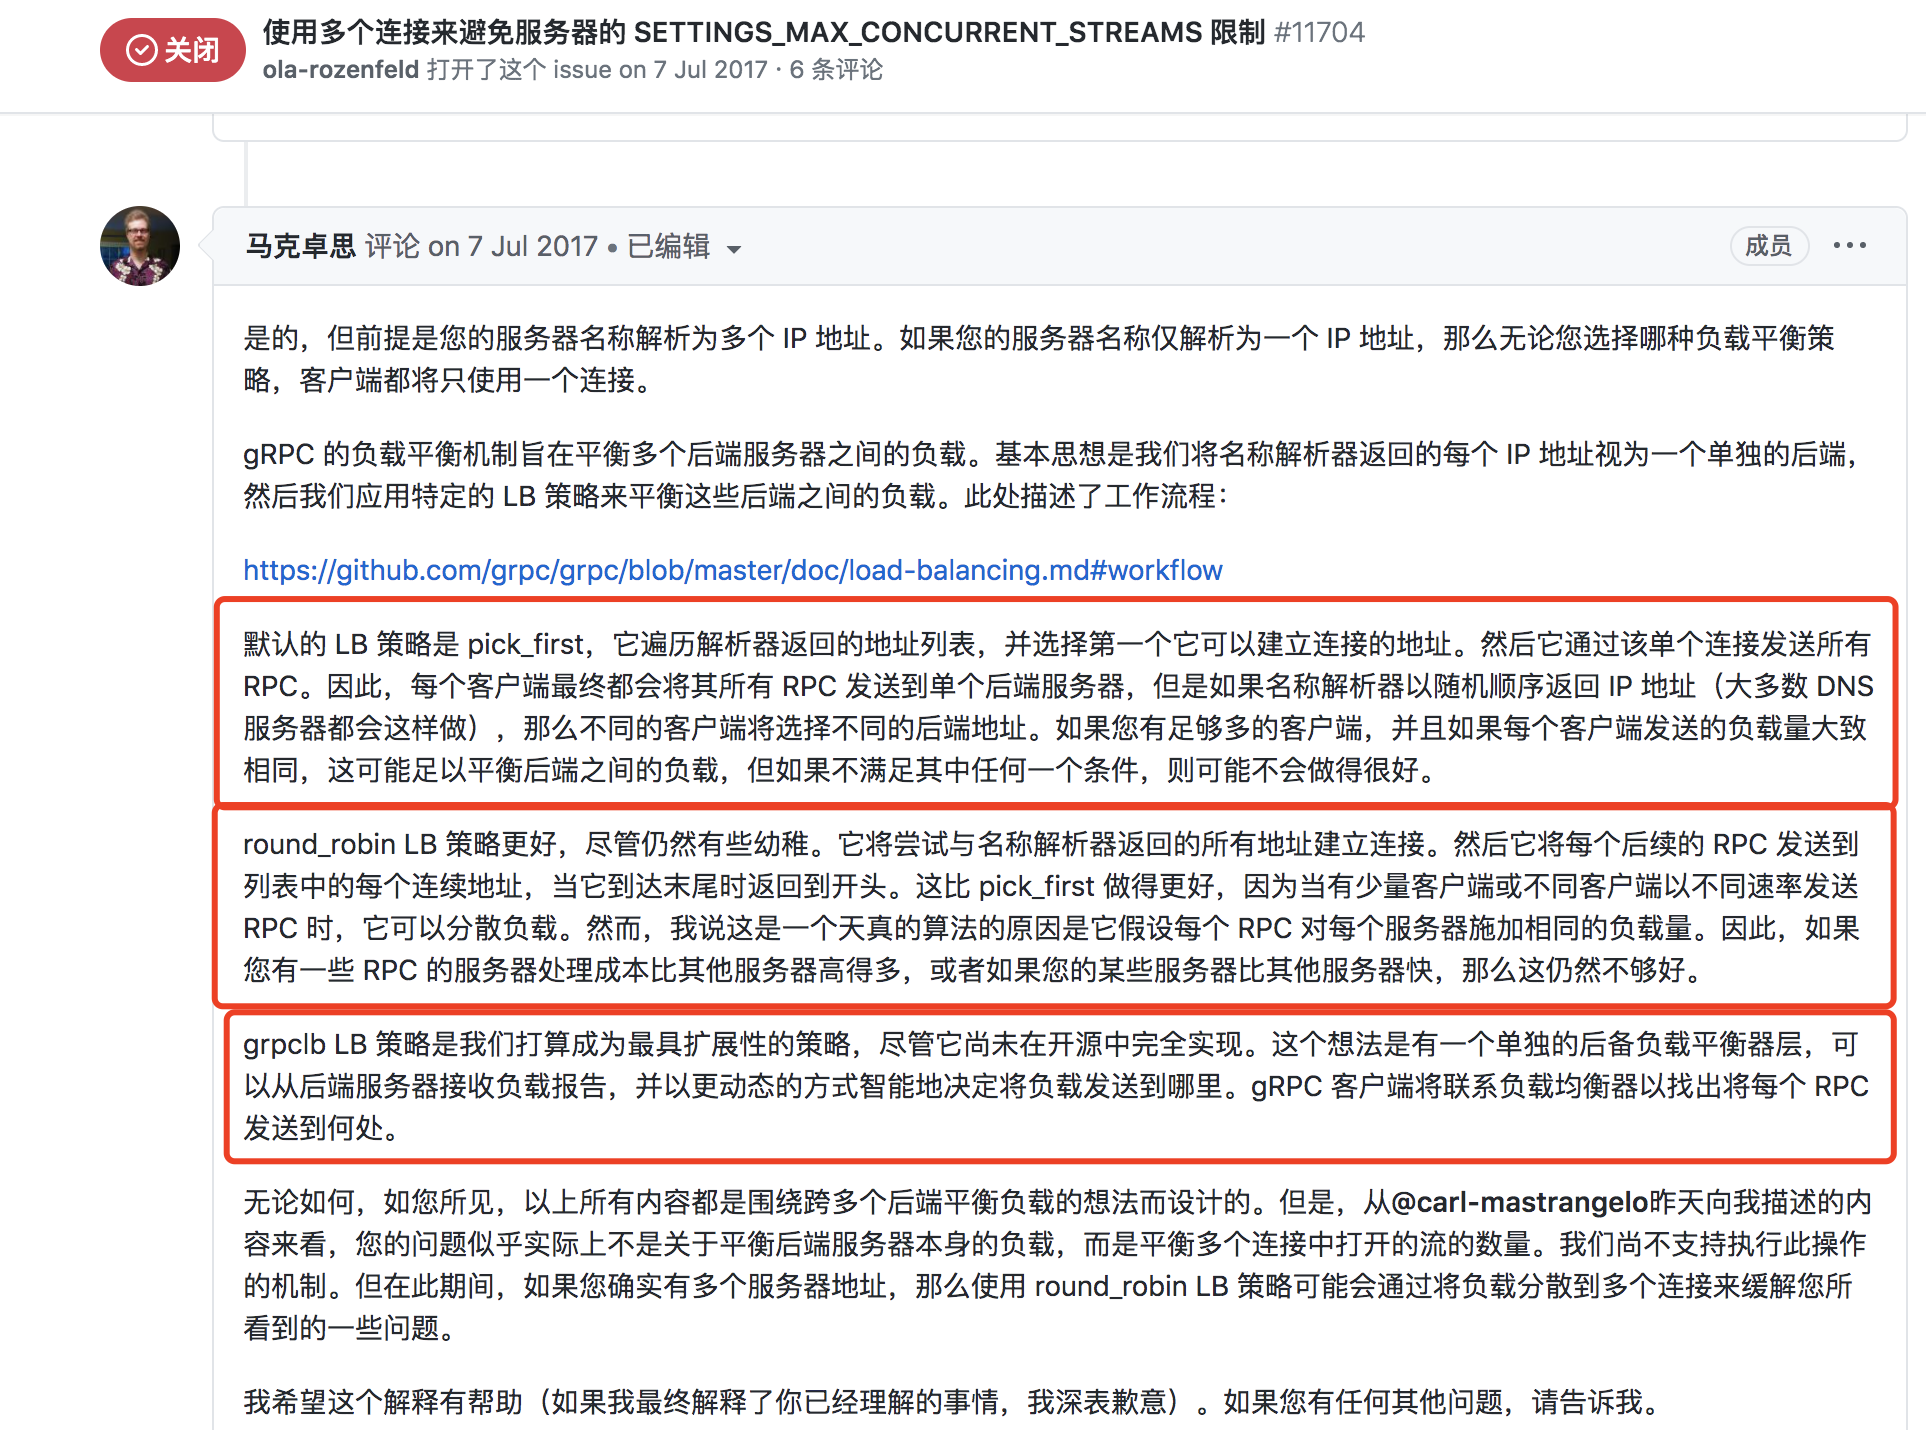 关闭
使用多个连接来避免服务器的 SETTINGS_MAX_CONCURRENT_STREAMS 限制 #11704
ola-rozenfeld 打开了这个 issue on 7 Jul 2017 · 6 条评论
马克卓思 评论 on 7 Jul 2017 • 已编辑
成员
是的，但前提是您的服务器名称解析为多个 IP 地址。如果您的服务器名称仅解析为一个 IP 地址，那么无论您选择哪种负载平衡策
略，客户端都将只使用一个连接。
gRPC 的负载平衡机制旨在平衡多个后端服务器之间的负载。基本思想是我们将名称解析器返回的每个 IP 地址视为一个单独的后端，
然后我们应用特定的 LB 策略来平衡这些后端之间的负载。此处描述了工作流程：
https://github.com/grpc/grpc/blob/master/doc/load-balancing.md#workflow
默认的 LB 策略是 pick_first，它遍历解析器返回的地址列表，并选择第一个它可以建立连接的地址。然后它通过该单个连接发送所有
RPC。因此，每个客户端最终都会将其所有 RPC 发送到单个后端服务器，但是如果名称解析器以随机顺序返回 IP 地址（大多数 DNS
服务器都会这样做），那么不同的客户端将选择不同的后端地址。如果您有足够多的客户端，并且如果每个客户端发送的负载量大致
相同，这可能足以平衡后端之间的负载，但如果不满足其中任何一个条件，则可能不会做得很好。
round_robin LB 策略更好，尽管仍然有些幼稚。它将尝试与名称解析器返回的所有地址建立连接。然后它将每个后续的 RPC 发送到
列表中的每个连续地址，当它到达末尾时返回到开头。这比 pick_first 做得更好，因为当有少量客户端或不同客户端以不同速率发送
RPC 时，它可以分散负载。然而，我说这是一个天真的算法的原因是它假设每个 RPC 对每个服务器施加相同的负载量。因此，如果
您有一些 RPC 的服务器处理成本比其他服务器高得多，或者如果您的某些服务器比其他服务器快，那么这仍然不够好。
grpclb LB 策略是我们打算成为最具扩展性的策略，尽管它尚未在开源中完全实现。这个想法是有一个单独的后备负载平衡器层，可
以从后端服务器接收负载报告，并以更动态的方式智能地决定将负载发送到哪里。gRPC 客户端将联系负载均衡器以找出将每个 RPC
发送到何处。
无论如何，如您所见，以上所有内容都是围绕跨多个后端平衡负载的想法而设计的。但是，从@carl-mastrangelo昨天向我描述的内
容来看，您的问题似乎实际上不是关于平衡后端服务器本身的负载，而是平衡多个连接中打开的流的数量。我们尚不支持执行此操作
的机制。但在此期间，如果您确实有多个服务器地址，那么使用 round_robin LB 策略可能会通过将负载分散到多个连接来缓解您所
看到的一些问题。
我希望这个解释有帮助（如果我最终解释了你已经理解的事情，我深表歉意）。如果您有任何其他问题，请告诉我。